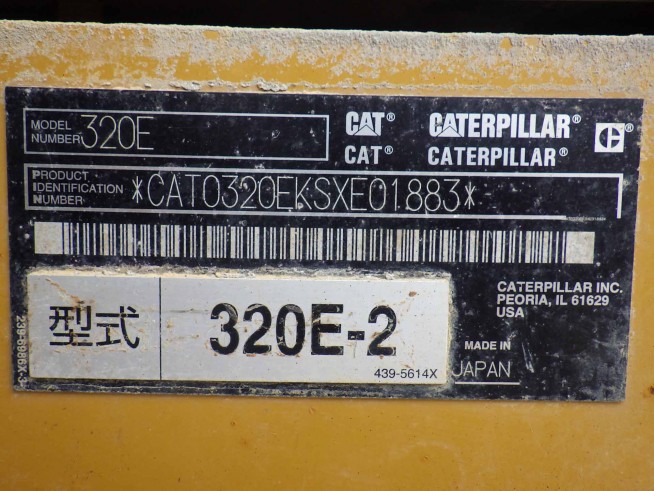 MODEL NUMBER 320E
CAT® CATERPILLAR®
CAT® CATERPILLAR®
PRODUCT IDENTIFICATION NUMBER *CAT0320EKSXE01883*
CATERPILLAR INC.
PEORIA, IL 61629
USA
型式 320E-2
439-5614X
MADE IN
JAPAN